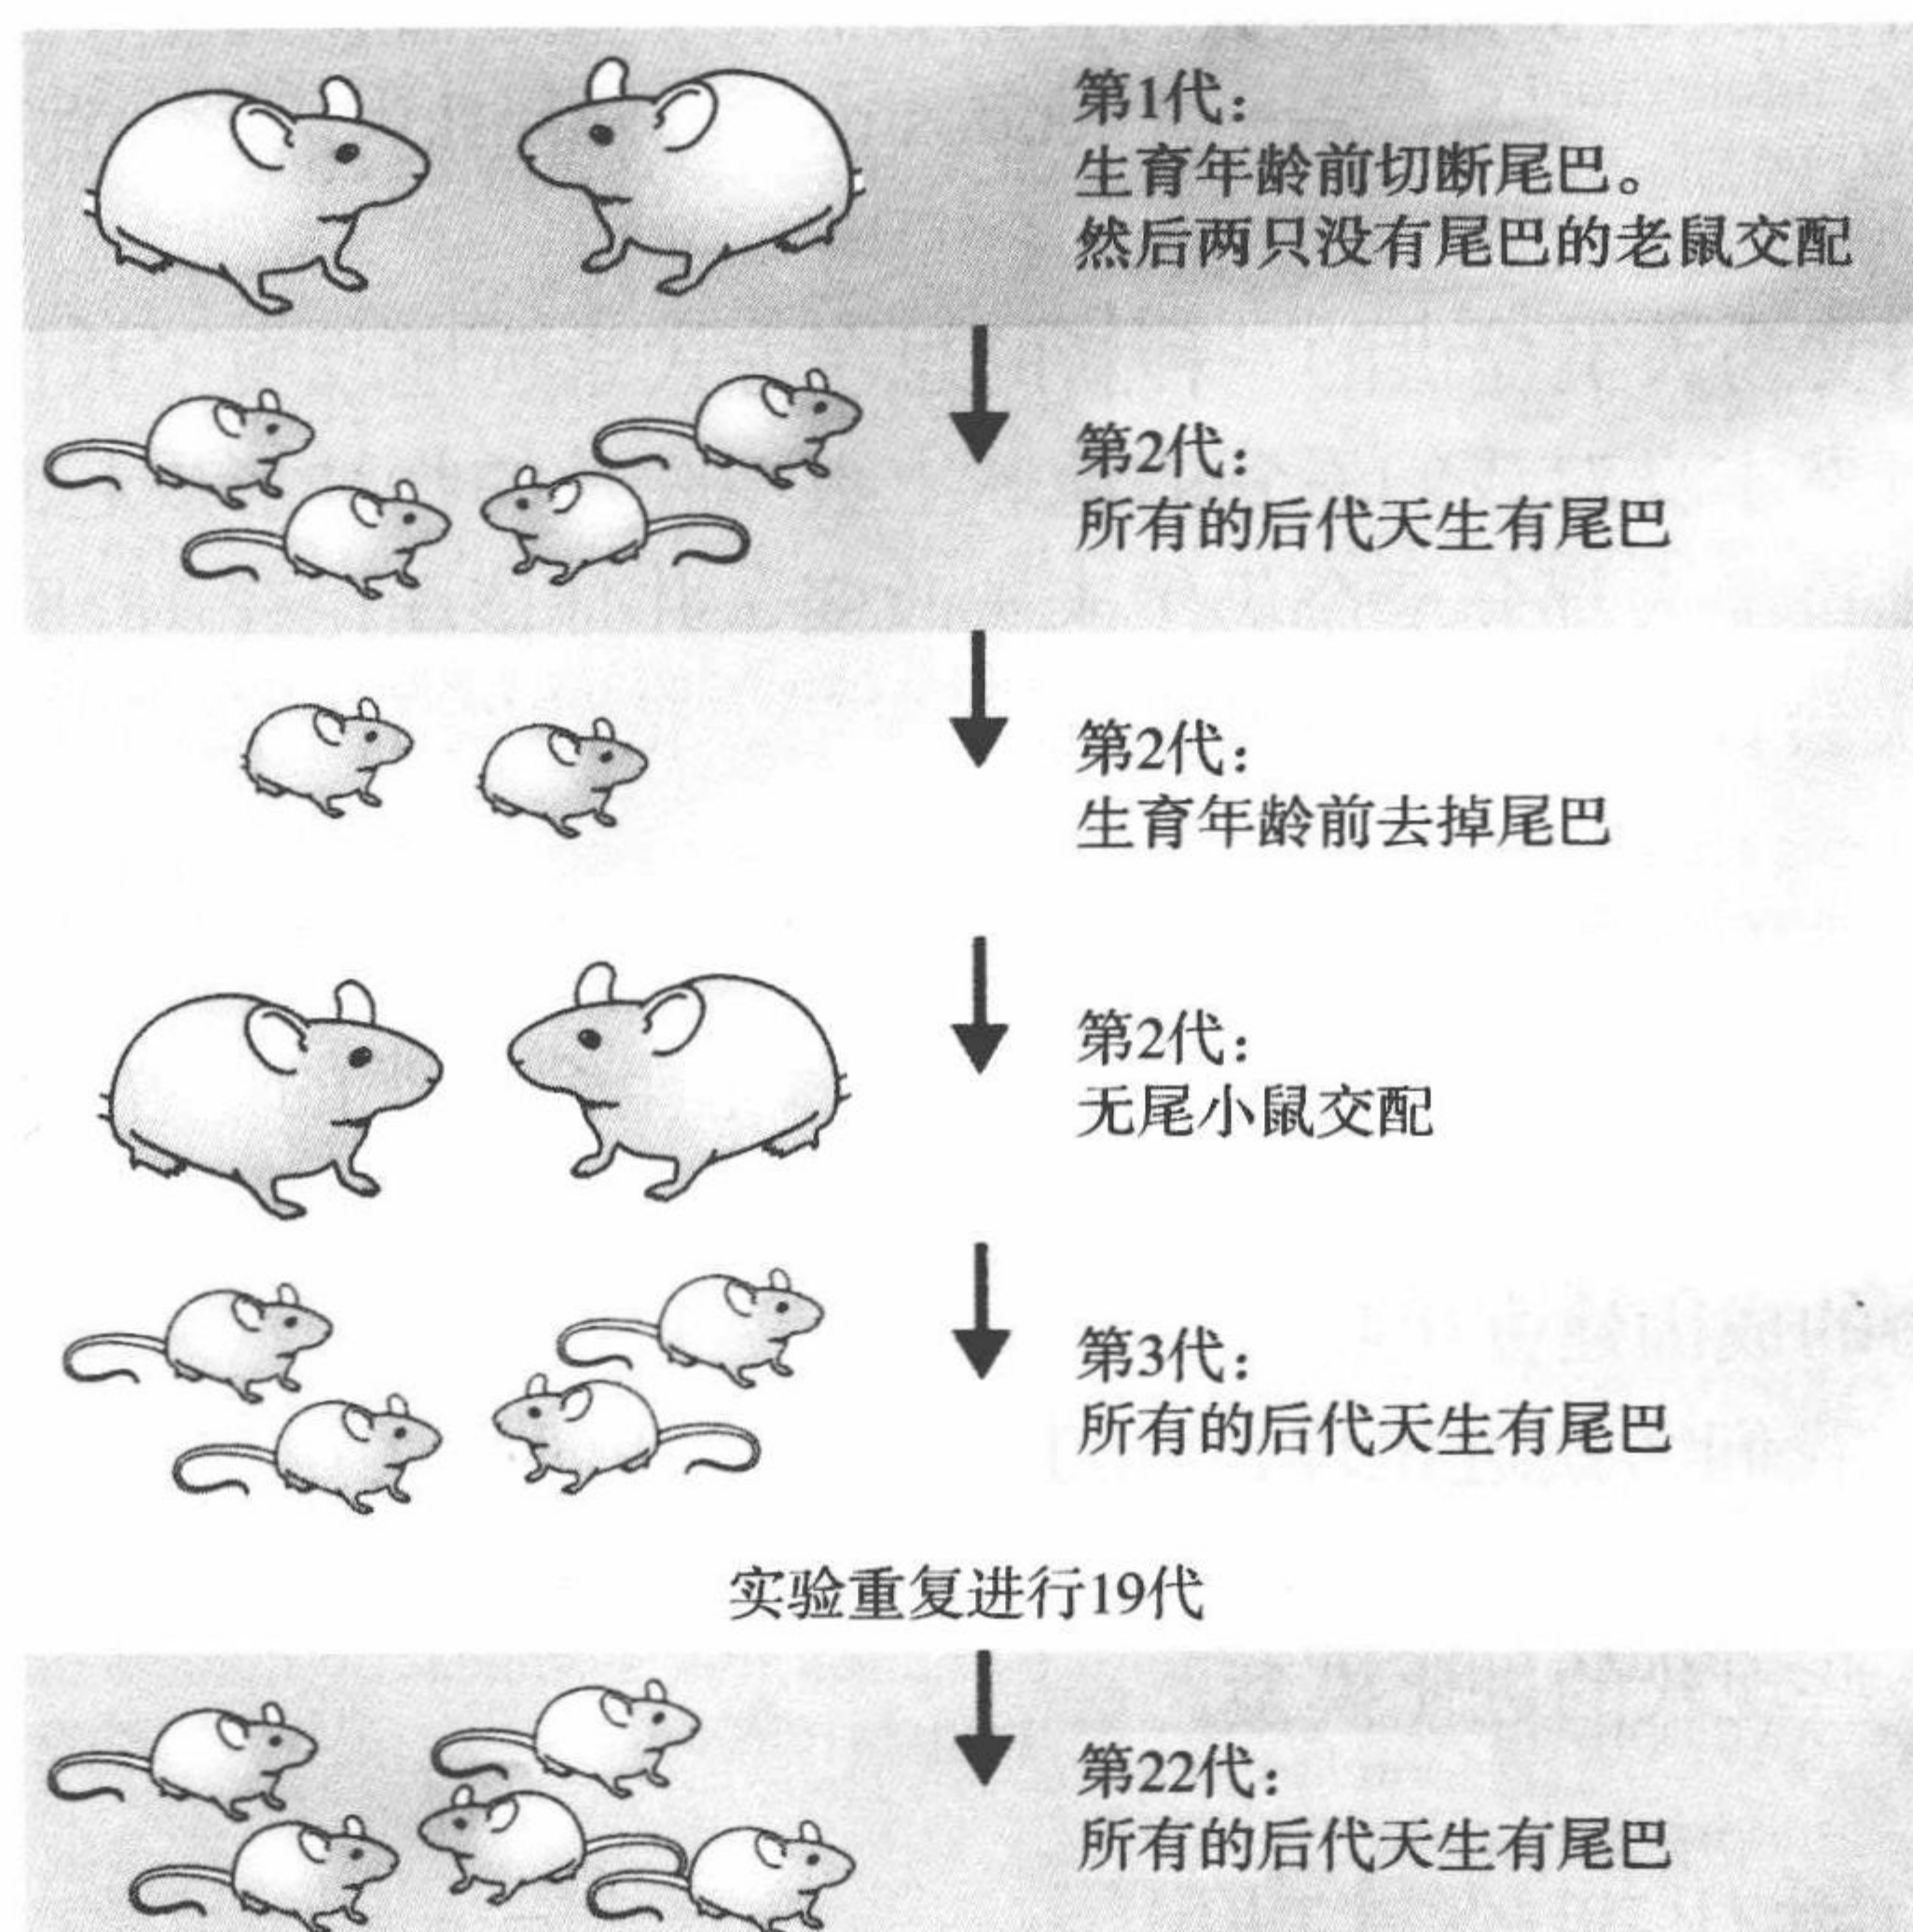 第1代：
生育年龄前切断尾巴。
然后两只没有尾巴的老鼠交配
第2代：
所有的后代天生有尾巴
第2代：
生育年龄前去掉尾巴
第2代：
无尾小鼠交配
第3代：
所有的后代天生有尾巴
实验重复进行19代
第22代：
所有的后代天生有尾巴